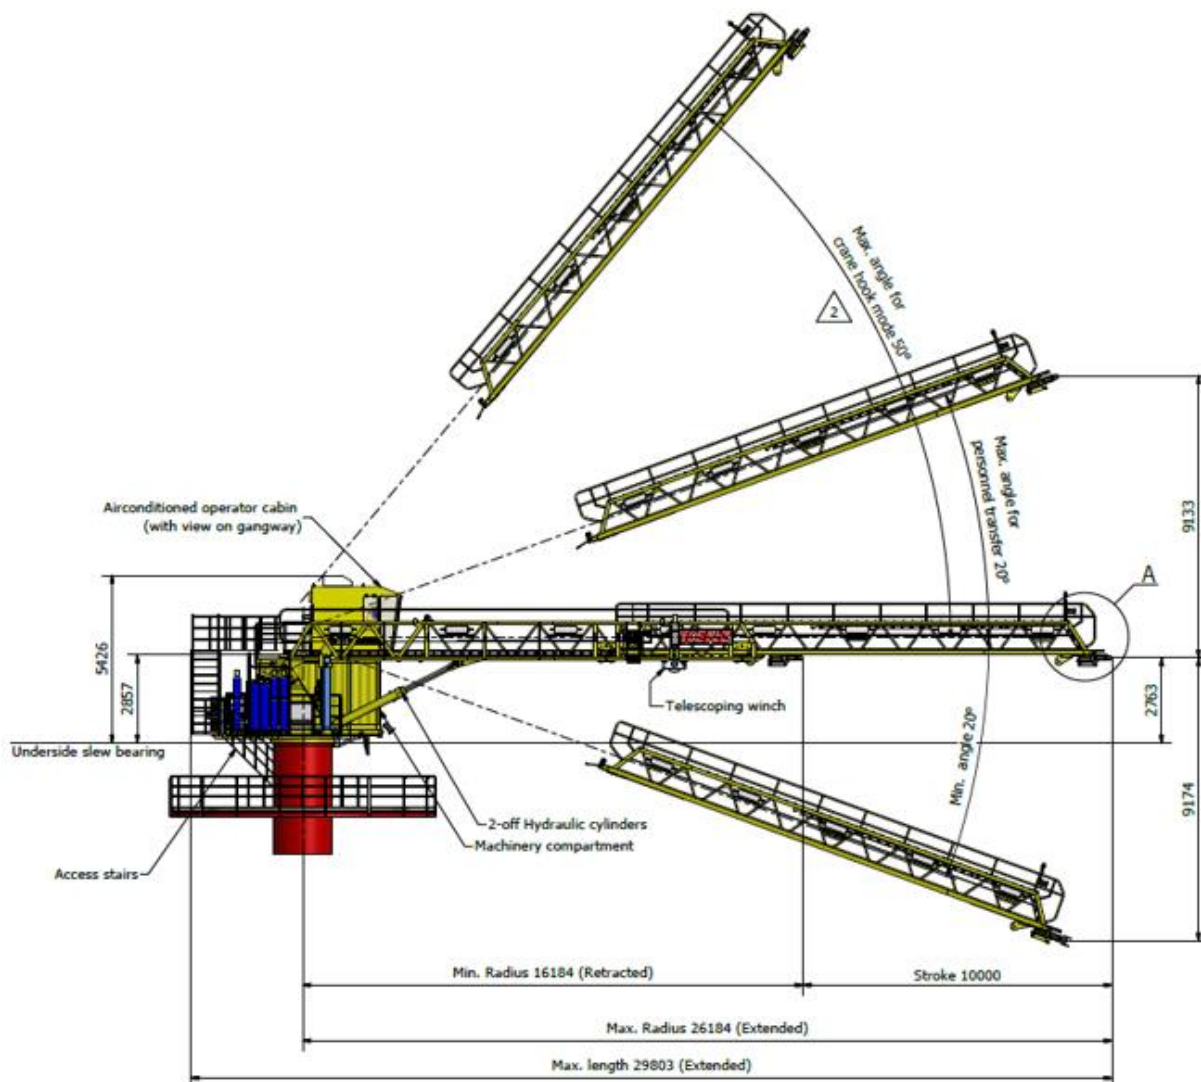 Max. angle for
crane hook mode 50°
2
Max. angle for
personnel transfer 20°
9133
Airconditioned operator cabin
(with view on gangway)
A
5426
2857
Telescoping winch
2763
Underside slew bearing
Min. angle 20°
9174
2-off Hydraulic cylinders
Machinery compartment
Access stairs
Min. Radius 16184 (Retracted)
Stroke 10000
Max. Radius 26184 (Extended)
Max. length 29803 (Extended)